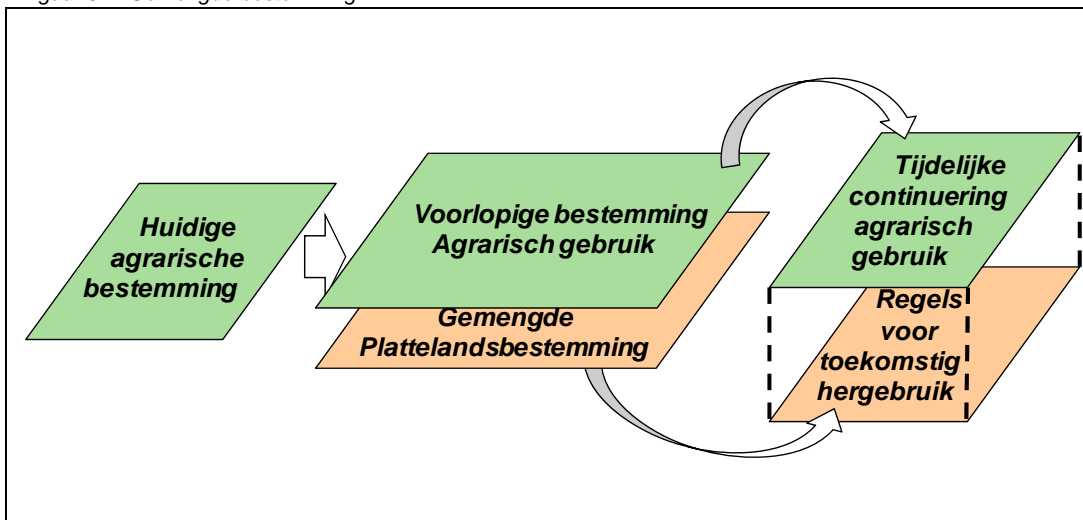 Huidige
agrarische
bestemming
Voorlopige bestemming
Agrarisch gebruik
Gemengde
Plattelandsbestemming
Tijdelijke
continuering
agrarisch
gebruik
Regels
voor
toekomstig
hergebruik